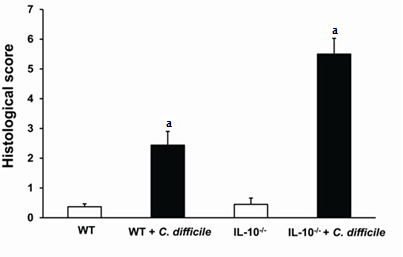 Histological score
7
6
5
4
3
2
1
0
a
a
WT
WT + C. difficile
IL-10-/-
IL-10-/- + C. difficile